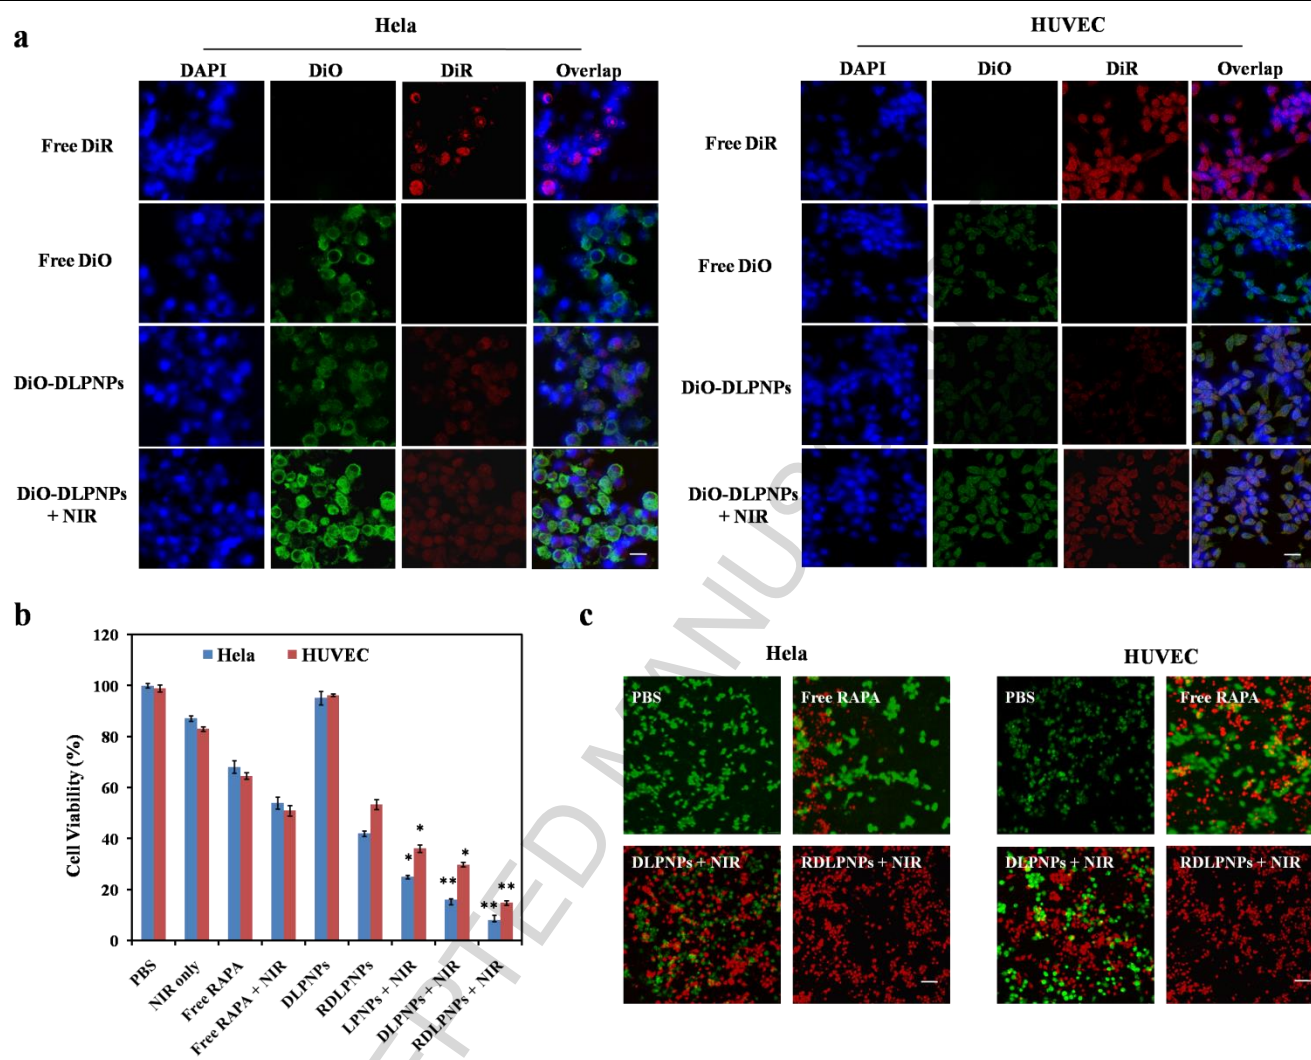 a
Hela
DAPI DiO DiR Overlap
Free DiR
Free DiO
DiO-DLPNPs
DiO-DLPNPs
+ NIR
HUVEC
DAPI DiO DiR Overlap
Free DiR
Free DiO
DiO-DLPNPs
DiO-DLPNPs
+ NIR
b
Cell Viability (%)
120
100
80
60
40
20
0
Hela HUVEC
* *
** *
** **
PBS
NIR only
Free RAPA
Free RAPA + NIR
DLPNPs
RDLPNPs
LPNPs + NIR
DLPNPs + NIR
RDLPNPs + NIR
c
Hela
PBS Free RAPA
DLPNPs + NIR RDLPNPs + NIR
HUVEC
PBS Free RAPA
DLPNPs + NIR RDLPNPs + NIR